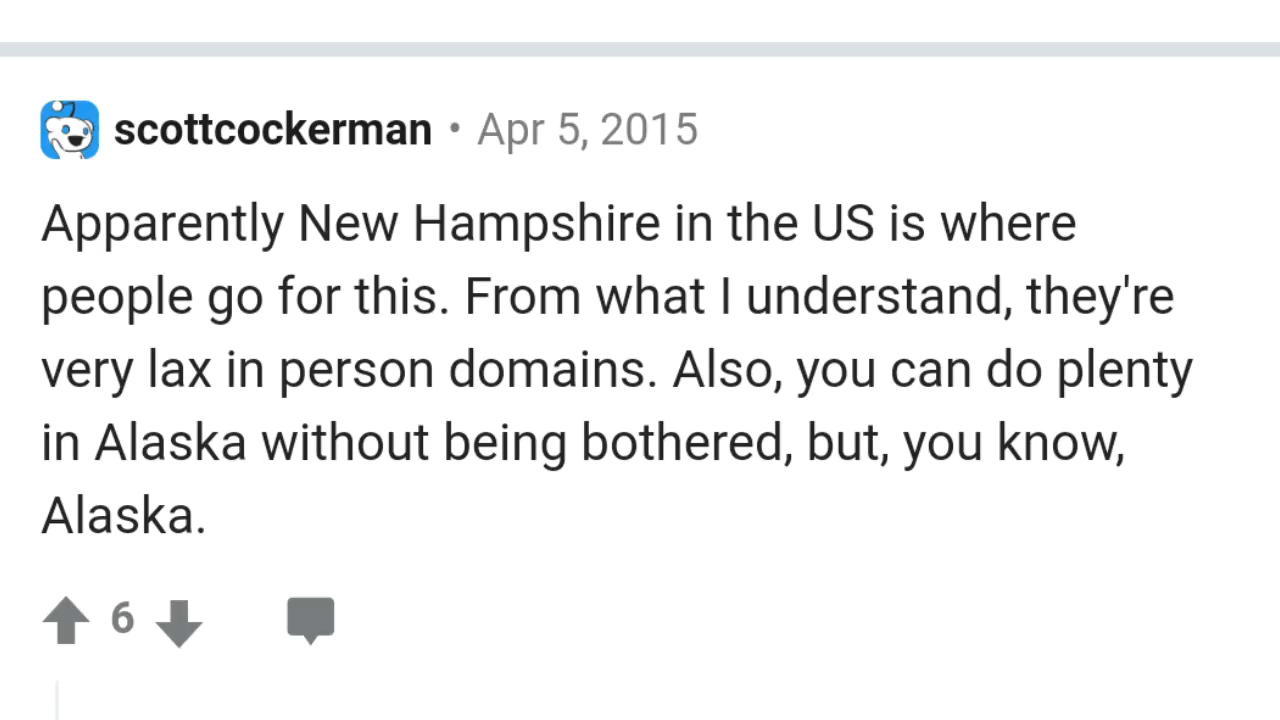 scottcockerman • Apr 5, 2015
Apparently New Hampshire in the US is where
people go for this. From what I understand, they're
very lax in person domains. Also, you can do plenty
in Alaska without being bothered, but, you know,
Alaska.
6